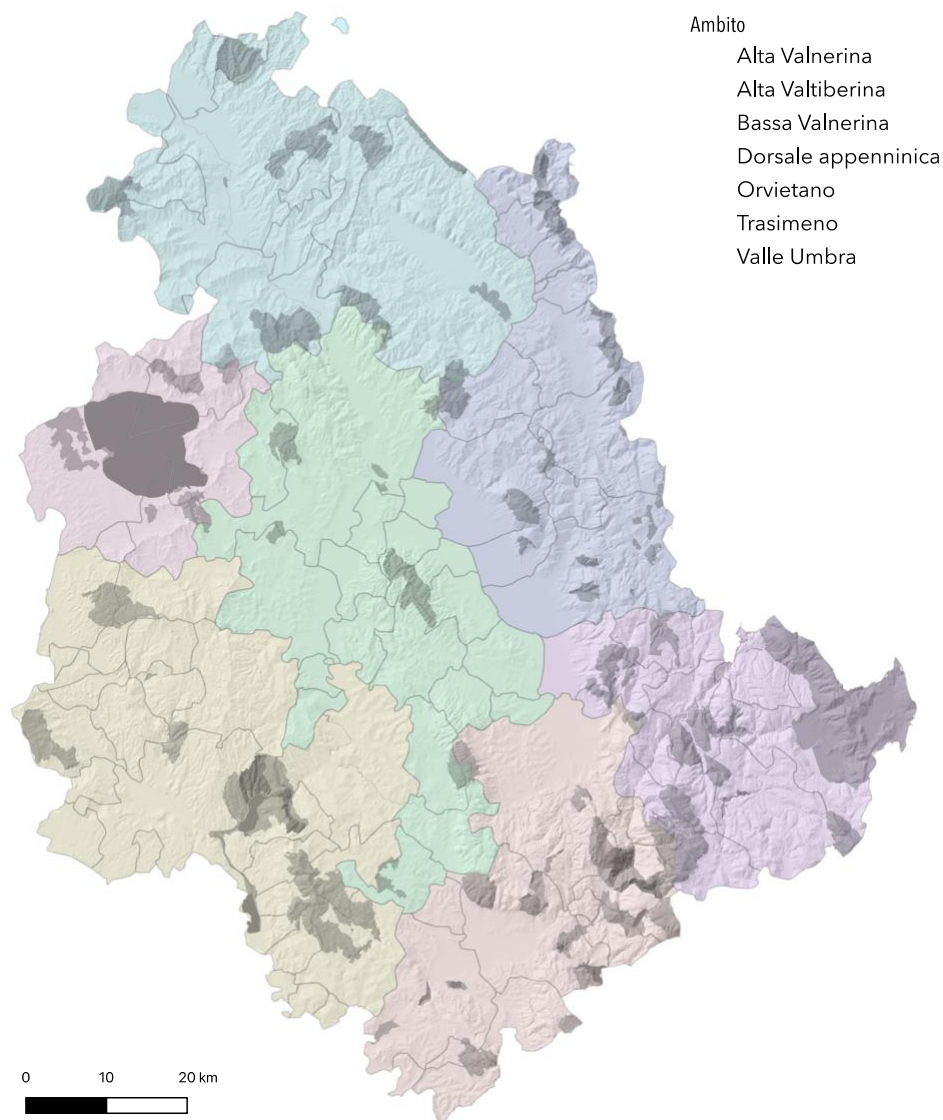 Ambito
Alta Valnerina
Alta Valtiberina
Bassa Valnerina
Dorsale appenninica
Orvietano
Trasimeno
Valle Umbra
0 10 20 km